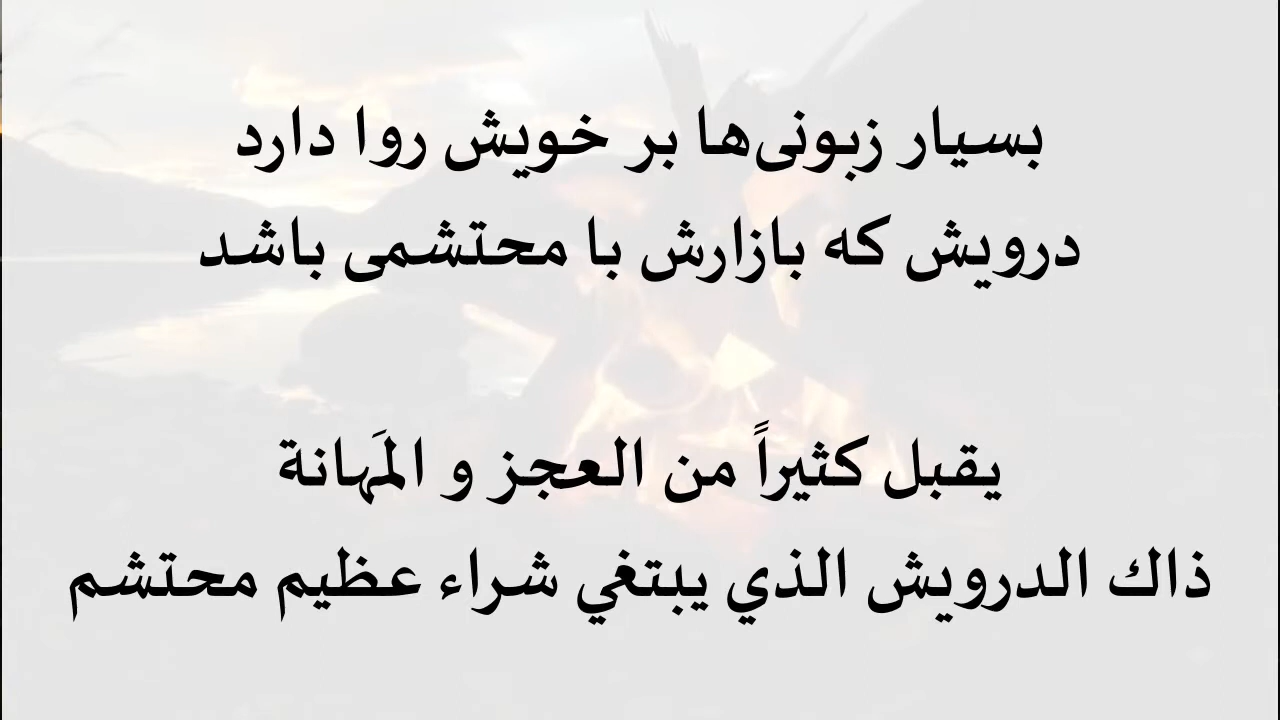 بسیار زبونی‌ها بر خویش روا دارد
درویش که بازارش با محتشمی باشد
يقبل كثيراً من العجز و المَهانة
ذاك الدرويش الذي يبتغي شراء عظيم محتشم